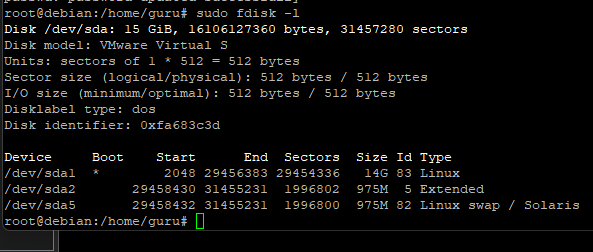 root@debian:/home/guru# sudo fdisk -l
Disk /dev/sda: 15 GiB, 16106127360 bytes, 31457280 sectors
Disk model: VMware Virtual S
Units: sectors of 1 * 512 = 512 bytes
Sector size (logical/physical): 512 bytes / 512 bytes
I/O size (minimum/optimal): 512 bytes / 512 bytes
Disklabel type: dos
Disk identifier: 0xfa683c3d
Device     Boot    Start      End  Sectors  Size Id Type
/dev/sda1  *        2048 29456383 29454336   14G 83 Linux
/dev/sda2       29458430 31455231  1996802  975M  5 Extended
/dev/sda5       29458432 31455231  1996800  975M 82 Linux swap / Solaris
root@debian:/home/guru#